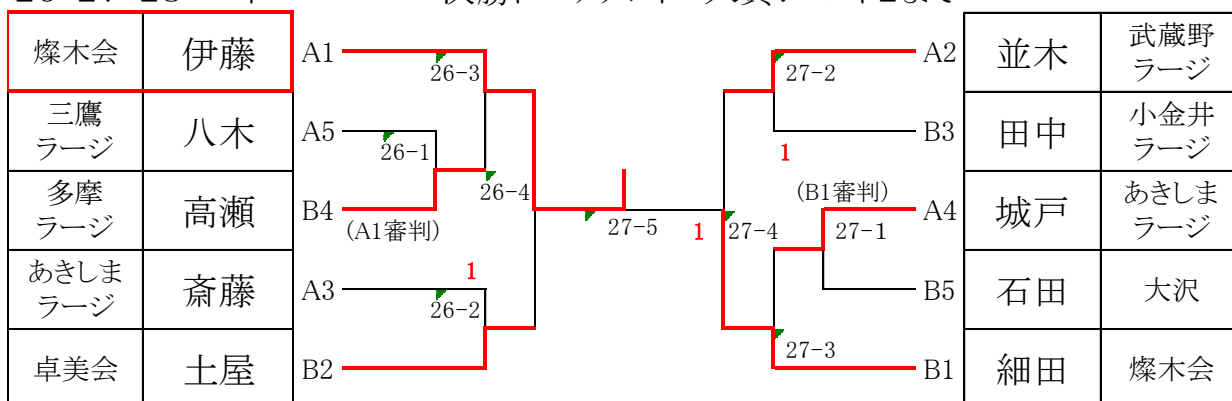 燦木会 伊藤 A1
26-3
三鷹
ラージ 八木 A5
26-1
多摩
ラージ 高瀬 B4
(A1審判)
26-4
あきしま
ラージ 斎藤 A3
1
26-2
卓美会 土屋 B2
27-5
A2 並木 武蔵野
ラージ
27-2
B3 田中 小金井
ラージ
1
(B1審判)
A4 城戸 あきしま
ラージ
27-1
1 27-4
B5 石田 大沢
27-3
B1 細田 燦木会